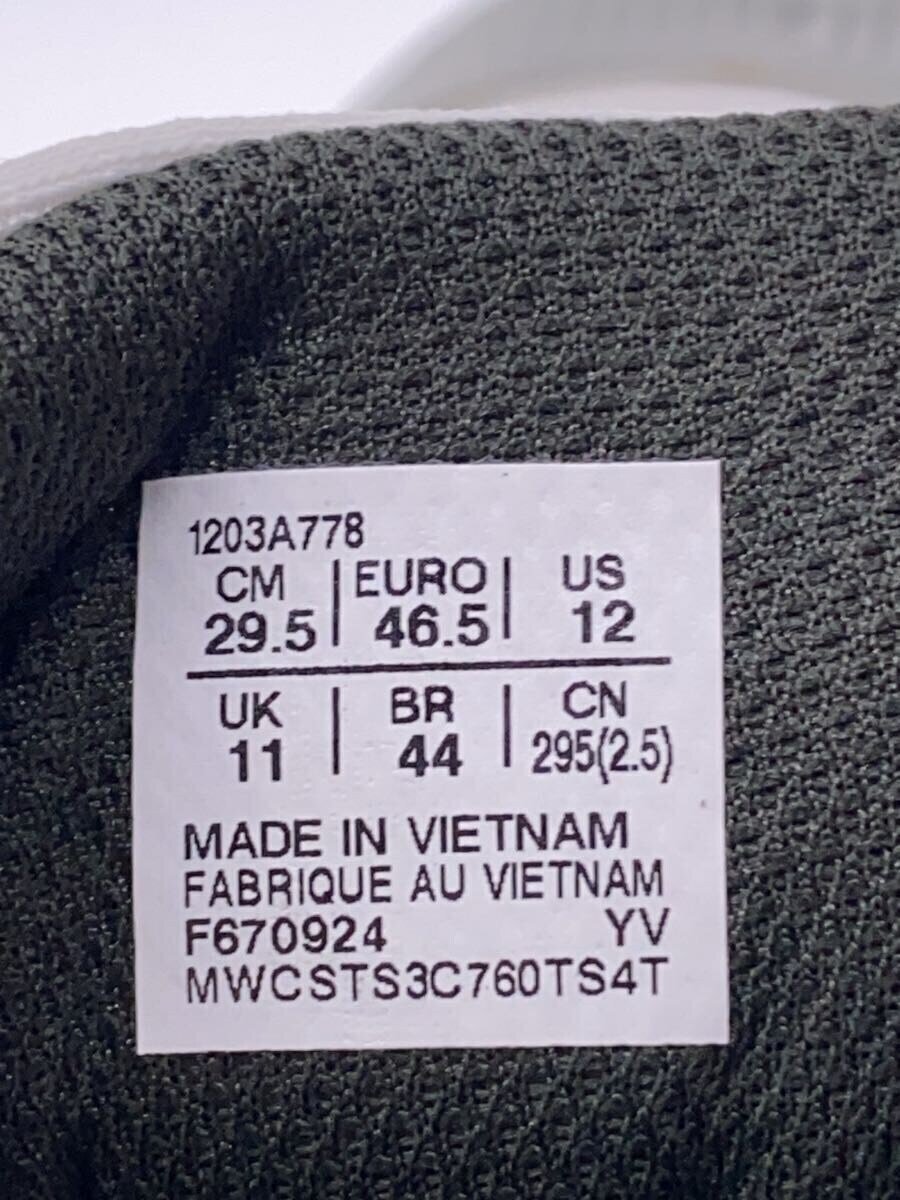 1203A778
CM | EURO | US
29.5 | 46.5 | 12
UK | BR | CN
11 | 44 | 295(2.5)
MADE IN VIETNAM
FABRIQUE AU VIETNAM
F670924 YV
MWCSTS3C760TS4T